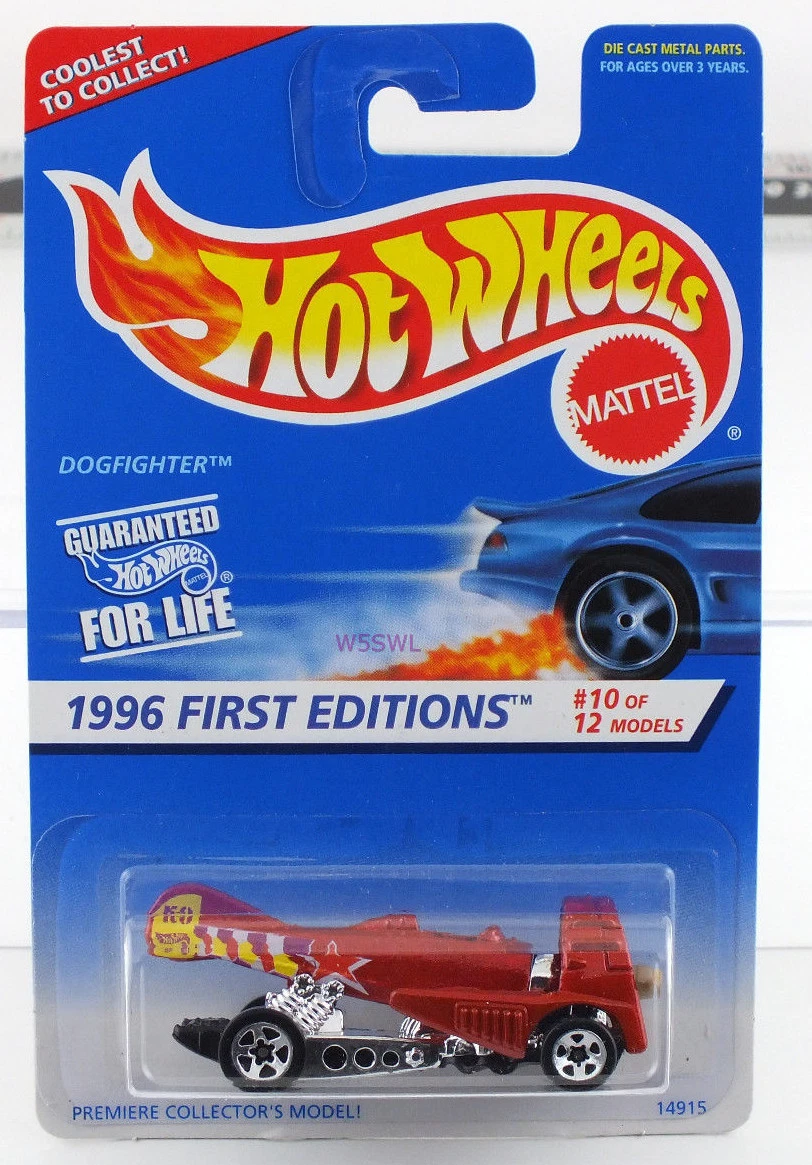 COOLEST
TO COLLECT!
DIE CAST METAL PARTS.
FOR AGES OVER 3 YEARS.
HOT WHEELS
MATTEL
®
DOGFIGHTER™
GUARANTEED
HOT WHEELS
MATTEL ®
FOR LIFE
W5SWL
1996 FIRST EDITIONS™
#10 OF
12 MODELS
PREMIERE COLLECTOR'S MODEL!
14915